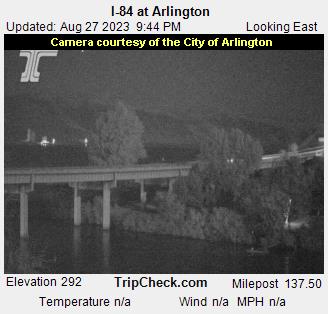 I-84 at Arlington
Updated: Aug 27 2023 9:44 PM Looking East
Camera courtesy of the City of Arlington
Elevation 292 TripCheck.com Milepost 137.50
Temperature n/a Wind n/a MPH n/a